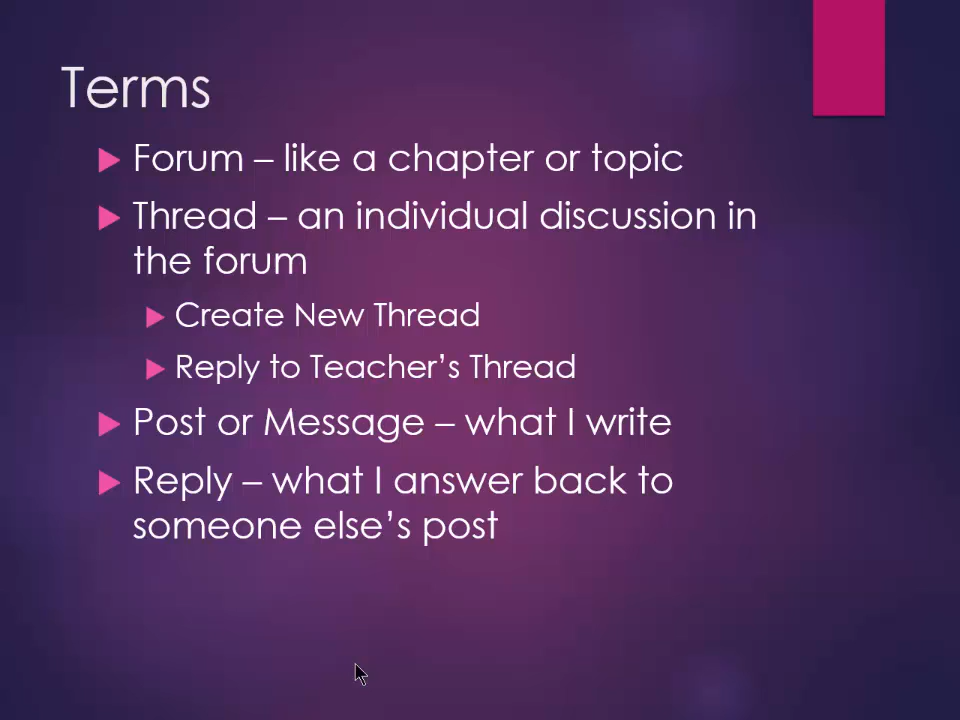 Terms
Forum – like a chapter or topic
Thread – an individual discussion in
the forum
Create New Thread
Reply to Teacher’s Thread
Post or Message – what I write
Reply – what I answer back to
someone else’s post